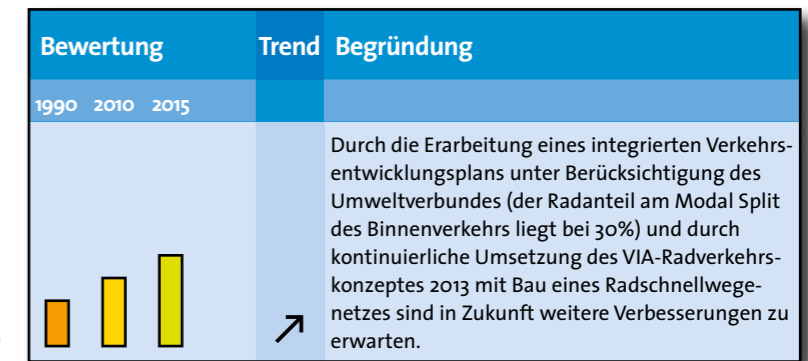 Bewertung Trend Begründung
1990 2010 2015
Durch die Erarbeitung eines integrierten Verkehrs-
entwicklungsplans unter Berücksichtigung des
Umweltverbundes (der Radanteil am Modal Split
des Binnenverkehrs liegt bei 30%) und durch
kontinuierliche Umsetzung des VIA-Radverkehrs-
konzeptes 2013 mit Bau eines Radschnellwege-
netzes sind in Zukunft weitere Verbesserungen zu
erwarten.